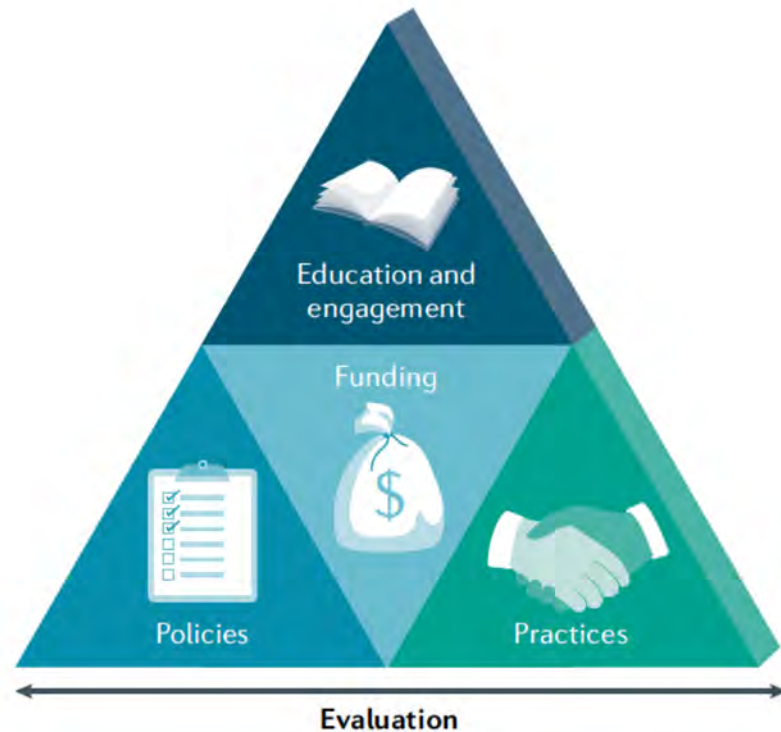 Education and
engagement
Funding
$
Policies
Practices
Evaluation